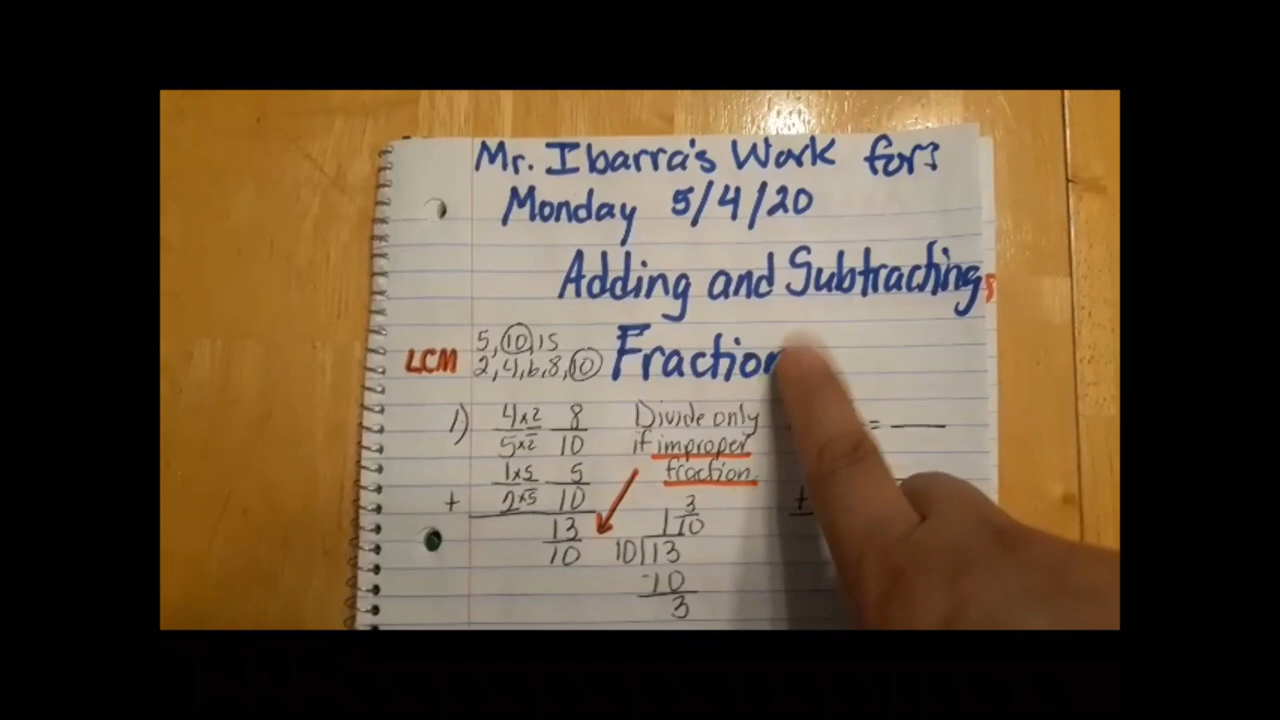 Mr. Ibarra's Work for:
Monday 5/4/20
Adding and Subtracting
Fraction
LCM
5, 10, 15
2, 4, 6, 8, 10
1)
4x2 8
5x2 10
1x5 5
+ 2x5 10
13
10
Divide only
if improper
fraction.
1 3/10
10 13
-10
3
= 
+